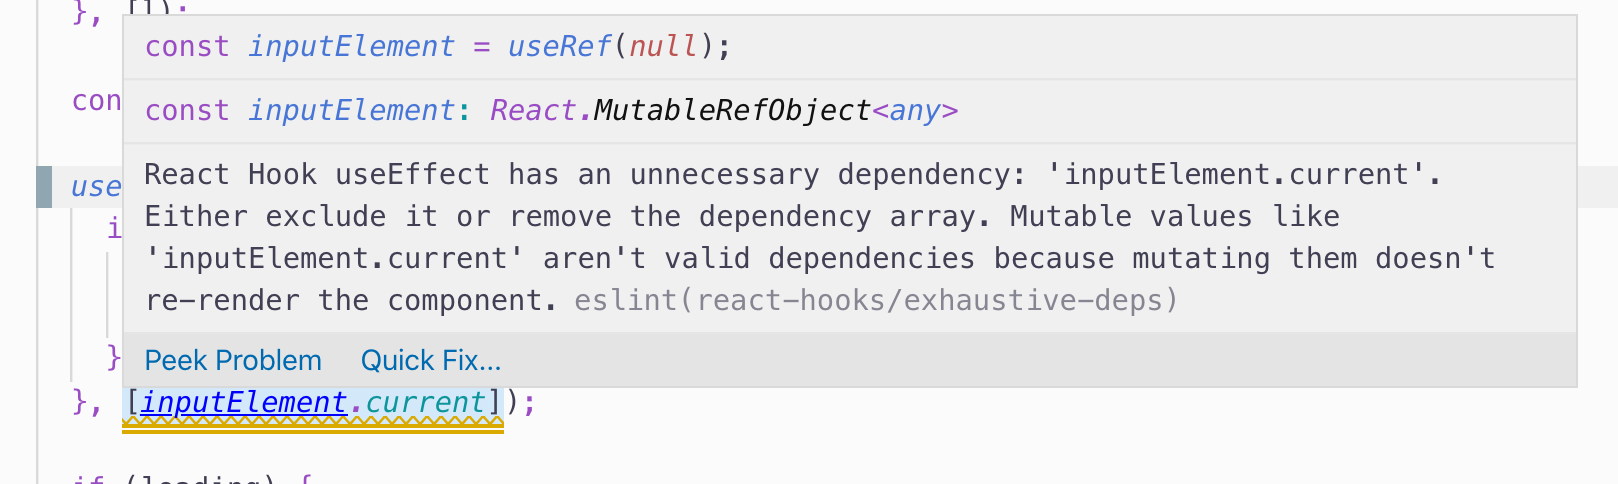 }, []);
const inputElement = useRef(null);
con
const inputElement: React.MutableRefObject<any>
React Hook useEffect has an unnecessary dependency: 'inputElement.current'.
use
Either exclude it or remove the dependency array. Mutable values like
i
'inputElement.current' aren't valid dependencies because mutating them doesn't
re-render the component. eslint(react-hooks/exhaustive-deps)
}
Peek Problem Quick Fix...
}, [inputElement.current]);
if (loading) {